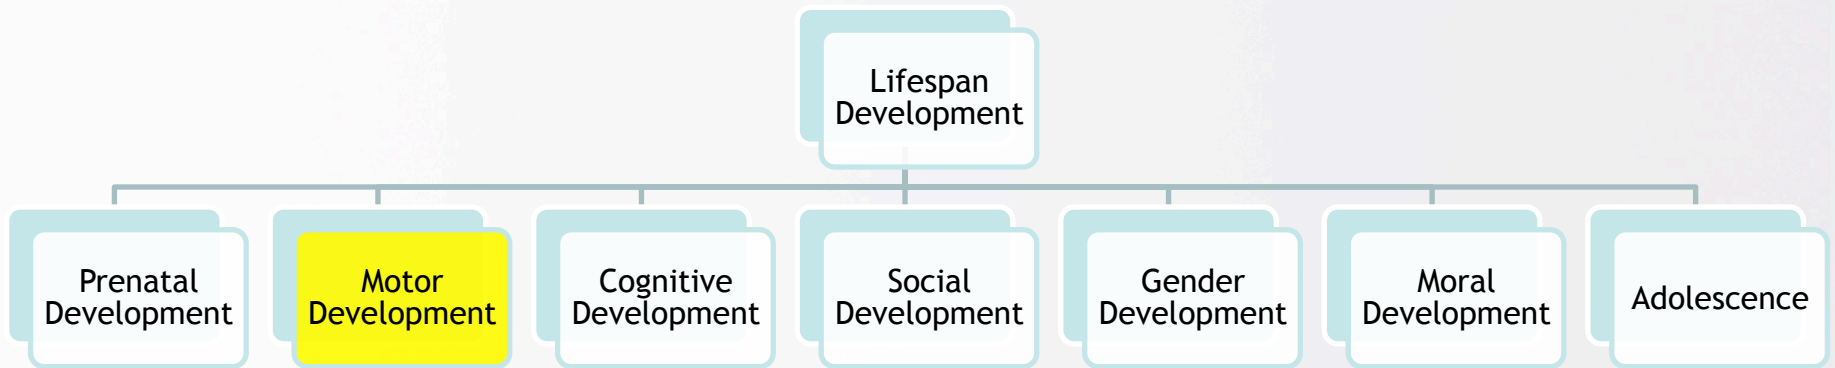 Lifespan
Development
Prenatal
Development
Motor
Development
Cognitive
Development
Social
Development
Gender
Development
Moral
Development
Adolescence